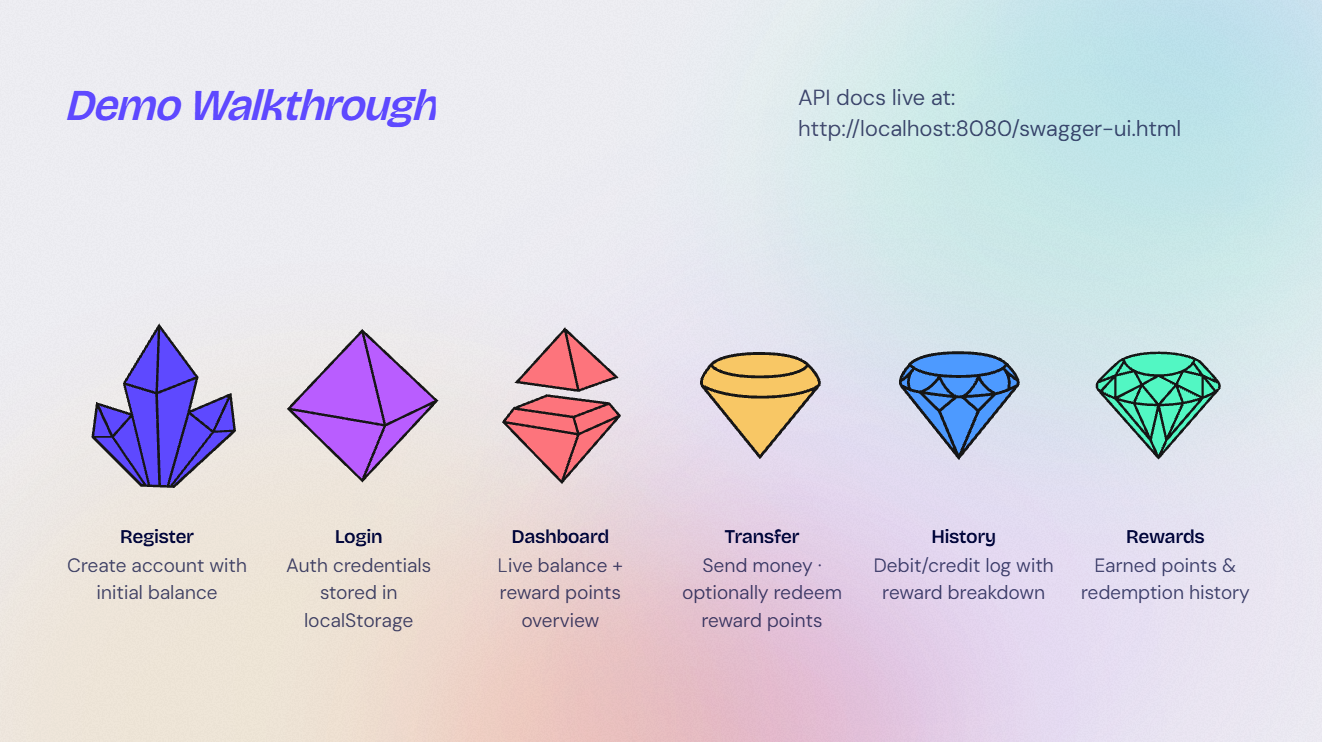 Demo Walkthrough
API docs live at:
http://localhost:8080/swagger-ui.html
Register
Create account with
initial balance
Login
Auth credentials
stored in
localStorage
Dashboard
Live balance +
reward points
overview
Transfer
Send money ·
optionally redeem
reward points
History
Debit/credit log with
reward breakdown
Rewards
Earned points &
redemption history